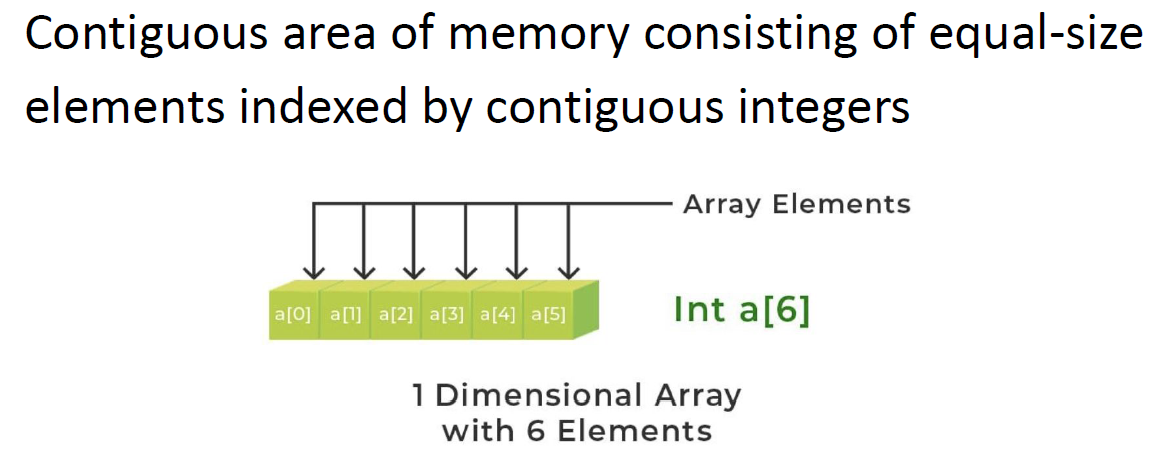 Contiguous area of memory consisting of equal-size
elements indexed by contiguous integers
Array Elements
a[0] a[1] a[2] a[3] a[4] a[5]
Int a[6]
1 Dimensional Array
with 6 Elements